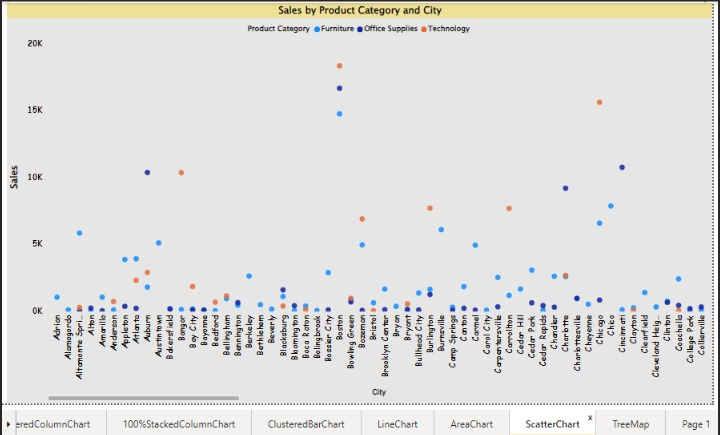 Sales by Product Category and City
Product Category Furniture Office Supplies Technology
20K
15K
10K
5K
0K
Sales
Adrian
Alamogordo
Altamonte Spri...
Alton
Amarillo
Anderson
Appleton
Atlanta
Auburn
Austintown
Bakersfield
Bangor
Bay City
Bayonne
Bedford
Bellingham
Bennington
Berkeley
Bethlehem
Beverly
Blacksburg
Bloomington
Boca Raton
Bolingbrook
Bossier City
Boston
Bowling Green
Bozeman
Bristol
Brooklyn Center
Bryan
Bryant
Bullhead City
Burlington
Burnsville
Camp Springs
Canton
Carmel
Carol City
Carpentersville
Carrollton
Cedar Hill
Cedar Park
Cedar Rapids
Chandler
Charlotte
Charlottesville
Cheyenne
Chicago
Chico
Cincinnati
Clayton
Clearfield
Cleveland Heig...
Clinton
Coachella
College Park
Collierville
City
eredColumnChart 100%StackedColumnChart ClusteredBarChart LineChart AreaChart ScatterChart x TreeMap Page 1